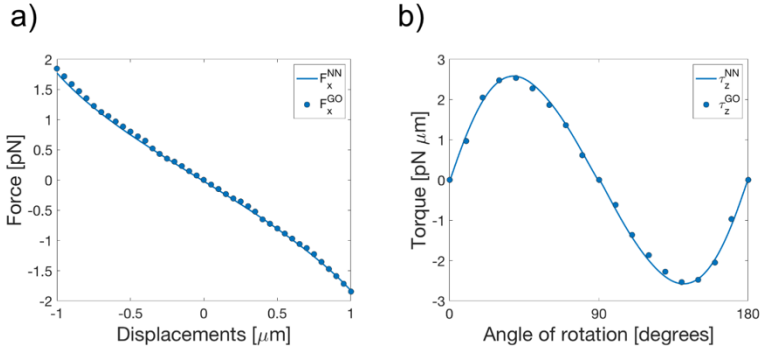 a)
Force [pN]
2
1.5
1
0.5
0
-0.5
-1
-1.5
-2
-1
-0.5
0
0.5
1
Displacements [μm]
F_x^NN
F_x^GO
b)
Torque [pN μm]
3
2
1
0
-1
-2
-3
0
90
180
Angle of rotation [degrees]
τ_z^NN
τ_z^GO